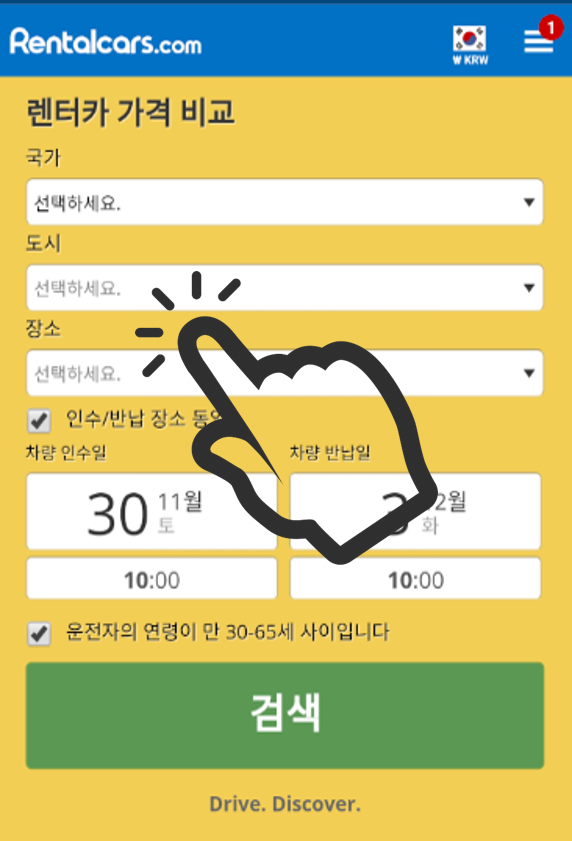 Rentalcars.com
₩ KRW
1
렌터카 가격 비교
국가
선택하세요.
도시
선택하세요.
장소
선택하세요.
인수/반납 장소
차량 인수일
차량 반납일
30 11월
토
3 2월
화
10:00
10:00
운전자의 연령이 만 30-65세 사이입니다
검색
Drive. Discover.